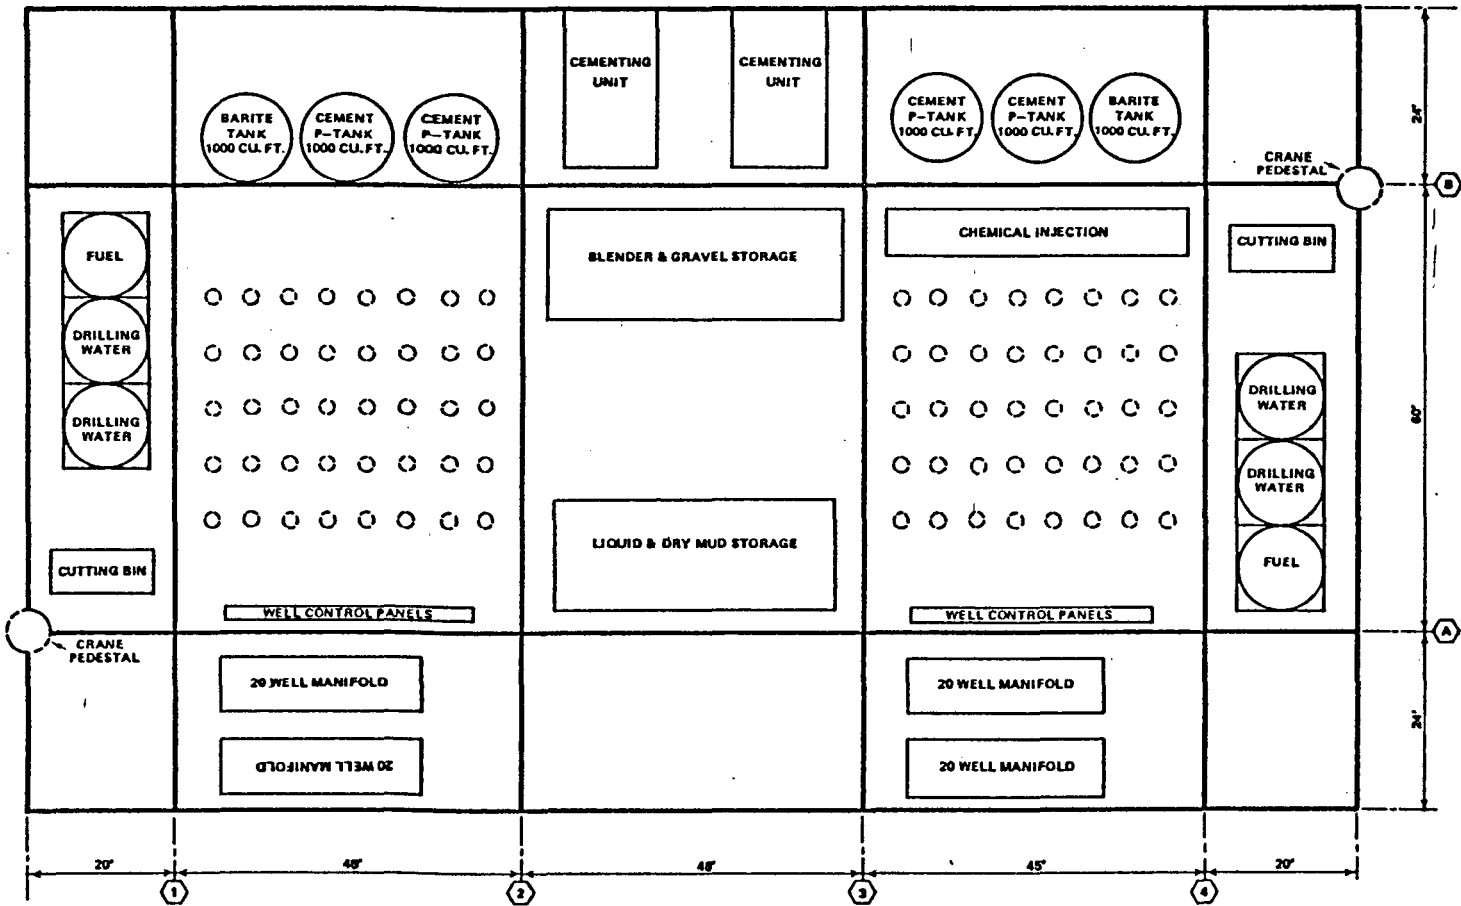 CEMENTING
UNIT
CEMENTING
UNIT
BARITE
TANK
1000 CU. FT.
CEMENT
P-TANK
1000 CU. FT.
CEMENT
P-TANK
1000 CU. FT.
CEMENT
P-TANK
1000 CU. FT.
CEMENT
P-TANK
1000 CU. FT.
BARITE
TANK
1000 CU. FT.
24'
CRANE
PEDESTAL
B
FUEL
BLENDER & GRAVEL STORAGE
CHEMICAL INJECTION
CUTTING BIN
DRILLING
WATER
DRILLING
WATER
DRILLING
WATER
60'
DRILLING
WATER
LIQUID & DRY MUD STORAGE
FUEL
CUTTING BIN
WELL CONTROL PANELS
WELL CONTROL PANELS
A
CRANE
PEDESTAL
20 WELL MANIFOLD
20 WELL MANIFOLD
24'
20 WELL MANIFOLD
20 WELL MANIFOLD
20'
45'
20'
1
2
3
4